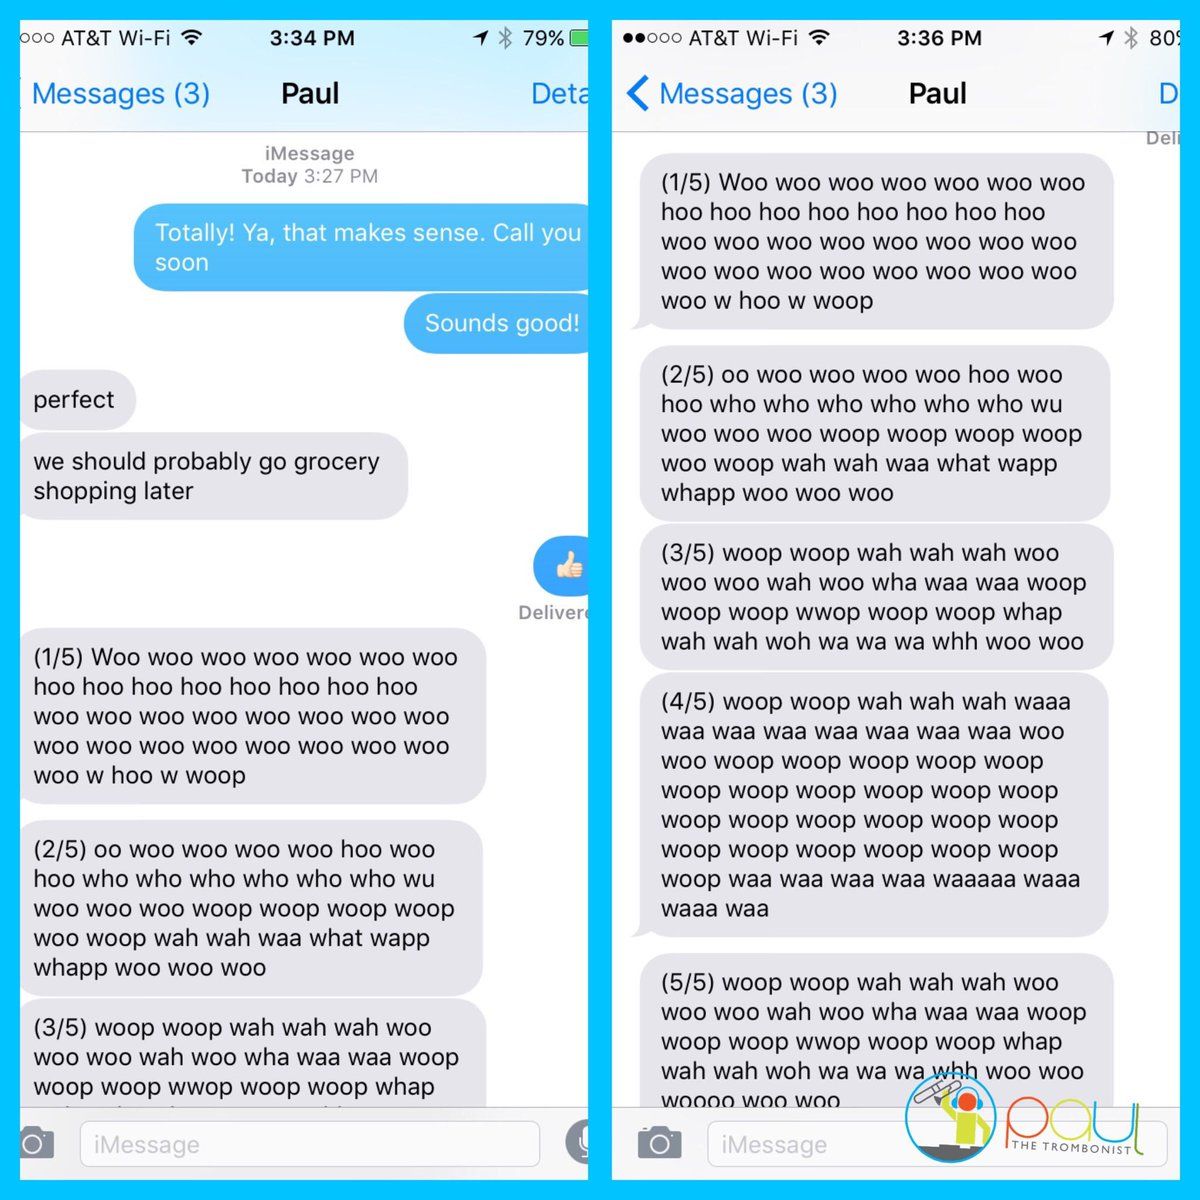 AT&T Wi-Fi 3:34 PM 79%
Messages (3) Paul Deta
iMessage
Today 3:27 PM
Totally! Ya, that makes sense. Call you
soon
Sounds good!
perfect
we should probably go grocery
shopping later
👍🏻
Delivere
(1/5) Woo woo woo woo woo woo woo
hoo hoo hoo hoo hoo hoo hoo hoo
woo woo woo woo woo woo woo woo
woo woo woo woo woo woo woo woo
woo w hoo w woop
(2/5) oo woo woo woo woo hoo woo
hoo who who who who who who wu
woo woo woo woop woop woop woop
woo woop wah wah waa what wapp
whapp woo woo woo
(3/5) woop woop wah wah wah woo
woo woo wah woo wha waa waa woop
woop woop wwop woop woop whap
iMessage
AT&T Wi-Fi 3:36 PM 80%
Messages (3) Paul D
Deli
(1/5) Woo woo woo woo woo woo woo
hoo hoo hoo hoo hoo hoo hoo hoo
woo woo woo woo woo woo woo woo
woo woo woo woo woo woo woo woo
woo w hoo w woop
(2/5) oo woo woo woo woo hoo woo
hoo who who who who who who wu
woo woo woo woop woop woop woop
woo woop wah wah waa what wapp
whapp woo woo woo
(3/5) woop woop wah wah wah woo
woo woo wah woo wha waa waa woop
woop woop wwop woop woop whap
wah wah woh wa wa wa whh woo woo
(4/5) woop woop wah wah wah waaa
waa waa waa waa waa waa waa woo
woo woop woop woop woop woop
woop woop woop woop woop woop
woop woop woop woop woop woop
woop woop woop woop woop woop
woop waa waa waa waa waaaaa waaa
waaa waa
(5/5) woop woop wah wah wah woo
woo woo wah woo wha waa waa woop
woop woop wwop woop woop whap
wah wah woh wa wa wa whh woo woo
woooo woo woo
iMessage
paul
THE TROMBONIST